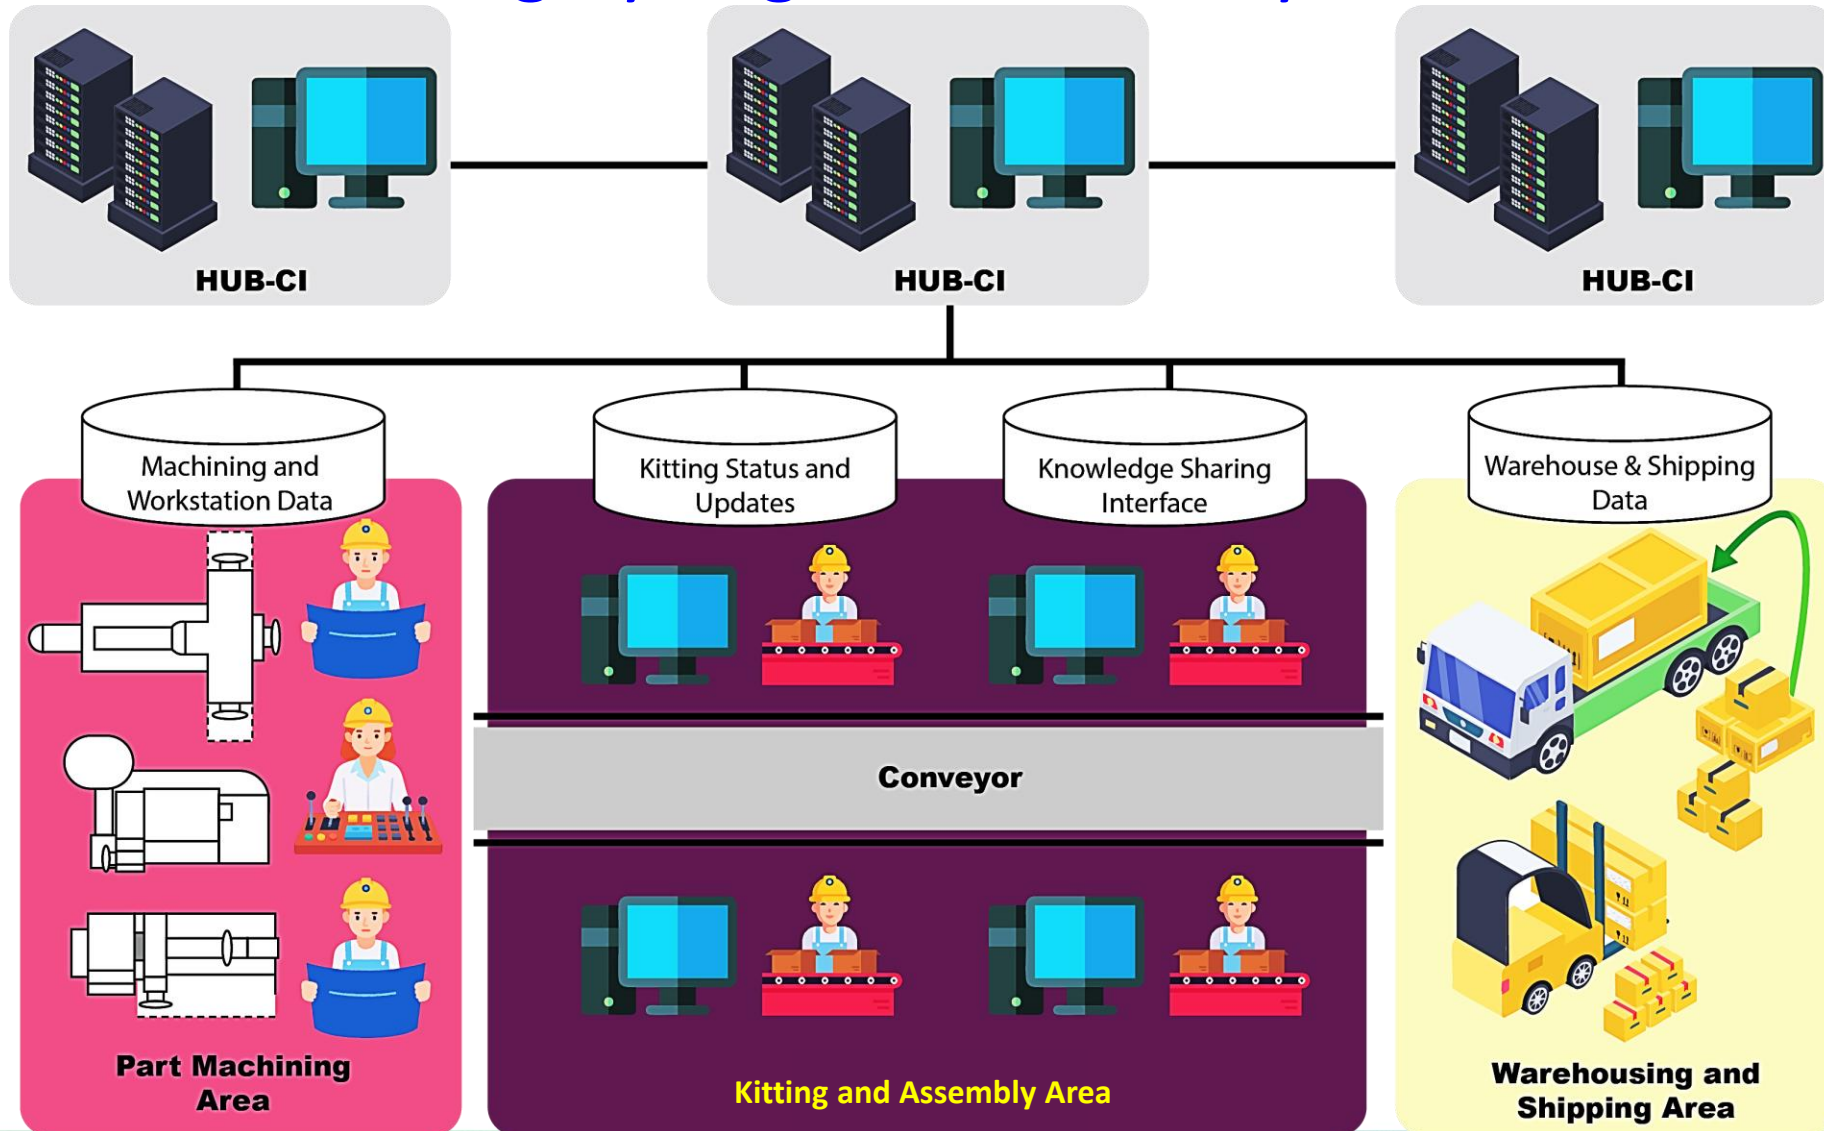 HUB-CI
HUB-CI
HUB-CI
Machining and
Workstation Data
Kitting Status and
Updates
Knowledge Sharing
Interface
Warehouse & Shipping
Data
Conveyor
Part Machining
Area
Kitting and Assembly Area
Warehousing and
Shipping Area